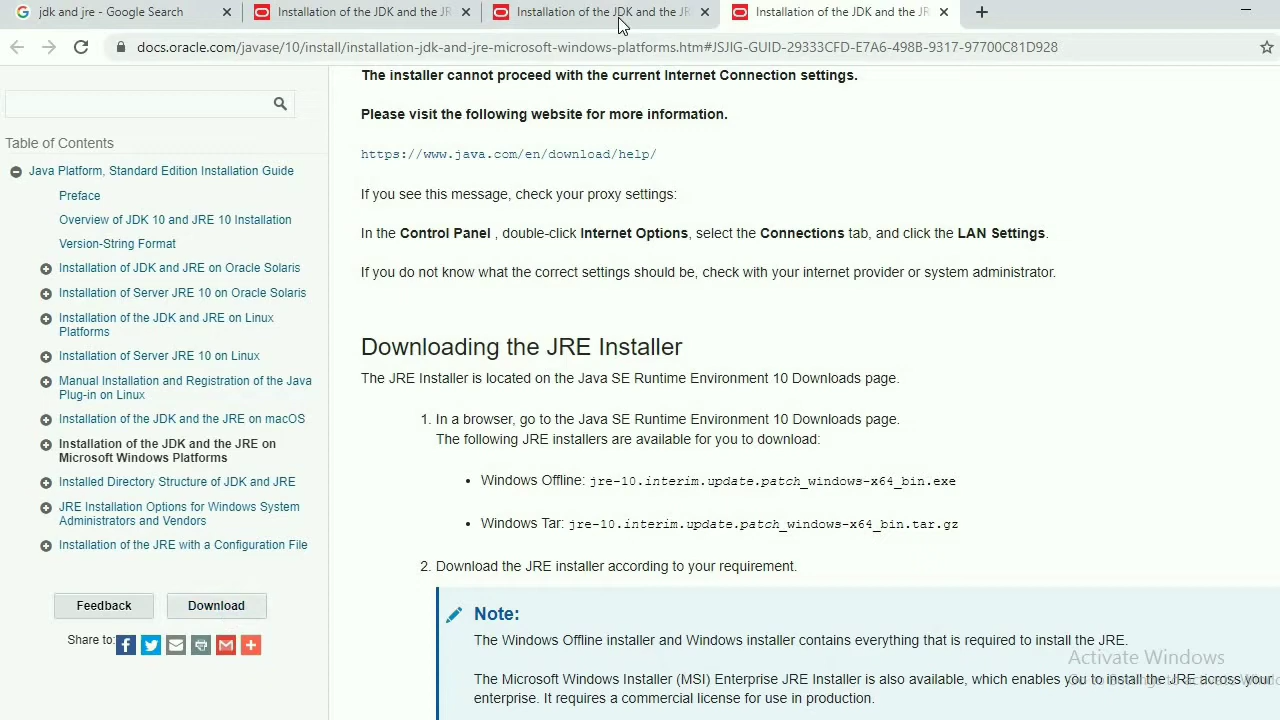 jdk and jre - Google Search
Installation of the JDK and the JR
Installation of the JDK and the JR
Installation of the JDK and the JR
docs.oracle.com/javase/10/install/installation-jdk-and-jre-microsoft-windows-platforms.htm#JSJIG-GUID-29333CFD-E7A6-498B-9317-97700C81D928
Table of Contents
Java Platform, Standard Edition Installation Guide
Preface
Overview of JDK 10 and JRE 10 Installation
Version-String Format
Installation of JDK and JRE on Oracle Solaris
Installation of Server JRE 10 on Oracle Solaris
Installation of the JDK and JRE on Linux
Platforms
Installation of Server JRE 10 on Linux
Manual Installation and Registration of the Java
Plug-in on Linux
Installation of the JDK and the JRE on macOS
Installation of the JDK and the JRE on
Microsoft Windows Platforms
Installed Directory Structure of JDK and JRE
JRE Installation Options for Windows System
Administrators and Vendors
Installation of the JRE with a Configuration File
Feedback
Download
Share to:
The installer cannot proceed with the current Internet Connection settings.
Please visit the following website for more information.
https://www.java.com/en/download/help/
If you see this message, check your proxy settings:
In the Control Panel , double-click Internet Options, select the Connections tab, and click the LAN Settings.
If you do not know what the correct settings should be, check with your internet provider or system administrator.
Downloading the JRE Installer
The JRE Installer is located on the Java SE Runtime Environment 10 Downloads page.
1. In a browser, go to the Java SE Runtime Environment 10 Downloads page.
The following JRE installers are available for you to download:
• Windows Offline: jre-10.interim.update.patch_windows-x64_bin.exe
• Windows Tar: jre-10.interim.update.patch_windows-x64_bin.tar.gz
2. Download the JRE installer according to your requirement.
Note:
The Windows Offline installer and Windows installer contains everything that is required to install the JRE.
Activate Windows
The Microsoft Windows Installer (MSI) Enterprise JRE Installer is also available, which enables you to install the JRE across your
enterprise. It requires a commercial license for use in production.